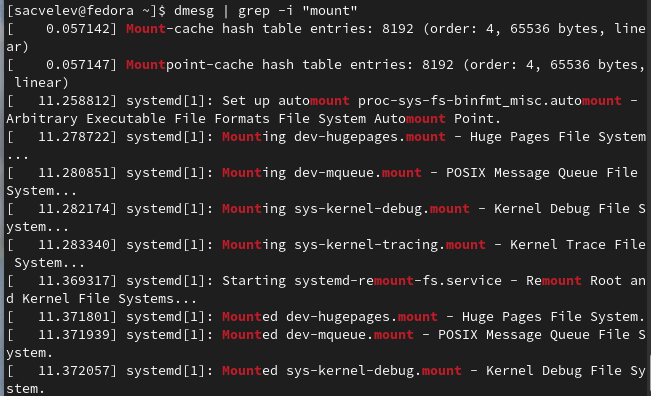 [sacvelev@fedora ~]$ dmesg | grep -i "mount"
[    0.057142] Mount-cache hash table entries: 8192 (order: 4, 65536 bytes, line
ar)
[    0.057147] Mountpoint-cache hash table entries: 8192 (order: 4, 65536 bytes,
 linear)
[   11.258812] systemd[1]: Set up automount proc-sys-fs-binfmt_misc.automount -
Arbitrary Executable File Formats File System Automount Point.
[   11.278722] systemd[1]: Mounting dev-hugepages.mount - Huge Pages File System
...
[   11.280851] systemd[1]: Mounting dev-mqueue.mount - POSIX Message Queue File
System...
[   11.282174] systemd[1]: Mounting sys-kernel-debug.mount - Kernel Debug File S
ystem...
[   11.283340] systemd[1]: Mounting sys-kernel-tracing.mount - Kernel Trace File
 System...
[   11.369317] systemd[1]: Starting systemd-remount-fs.service - Remount Root an
d Kernel File Systems...
[   11.371801] systemd[1]: Mounted dev-hugepages.mount - Huge Pages File System.
[   11.371939] systemd[1]: Mounted dev-mqueue.mount - POSIX Message Queue File S
ystem.
[   11.372057] systemd[1]: Mounted sys-kernel-debug.mount - Kernel Debug File Sy
stem.